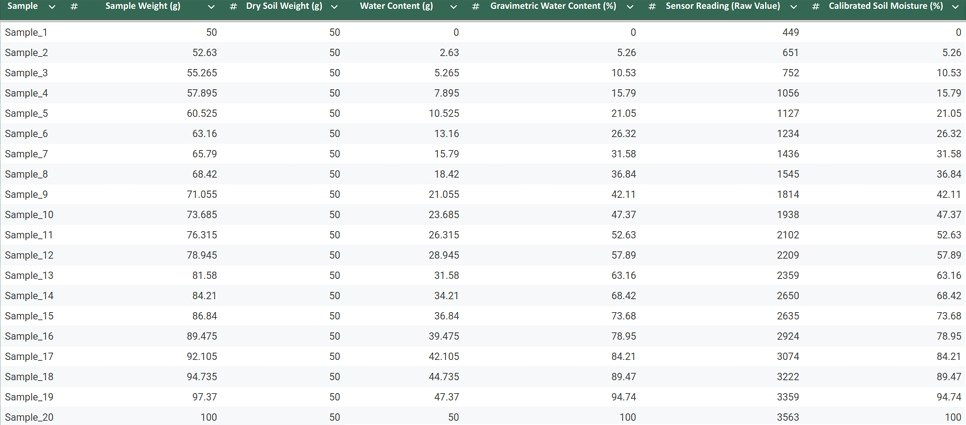 Sample # Sample Weight (g) # Dry Soil Weight (g) Water Content (g) # Gravimetric Water Content (%) # Sensor Reading (Raw Value) # Calibrated Soil Moisture (%)
Sample_1 50 50 0 0 449 0
Sample_2 52.63 50 2.63 5.26 651 5.26
Sample_3 55.265 50 5.265 10.53 752 10.53
Sample_4 57.895 50 7.895 15.79 1056 15.79
Sample_5 60.525 50 10.525 21.05 1127 21.05
Sample_6 63.16 50 13.16 26.32 1234 26.32
Sample_7 65.79 50 15.79 31.58 1436 31.58
Sample_8 68.42 50 18.42 36.84 1545 36.84
Sample_9 71.055 50 21.055 42.11 1814 42.11
Sample_10 73.685 50 23.685 47.37 1938 47.37
Sample_11 76.315 50 26.315 52.63 2102 52.63
Sample_12 78.945 50 28.945 57.89 2209 57.89
Sample_13 81.58 50 31.58 63.16 2359 63.16
Sample_14 84.21 50 34.21 68.42 2650 68.42
Sample_15 86.84 50 36.84 73.68 2635 73.68
Sample_16 89.475 50 39.475 78.95 2924 78.95
Sample_17 92.105 50 42.105 84.21 3074 84.21
Sample_18 94.735 50 44.735 89.47 3222 89.47
Sample_19 97.37 50 47.37 94.74 3359 94.74
Sample_20 100 50 50 100 3563 100